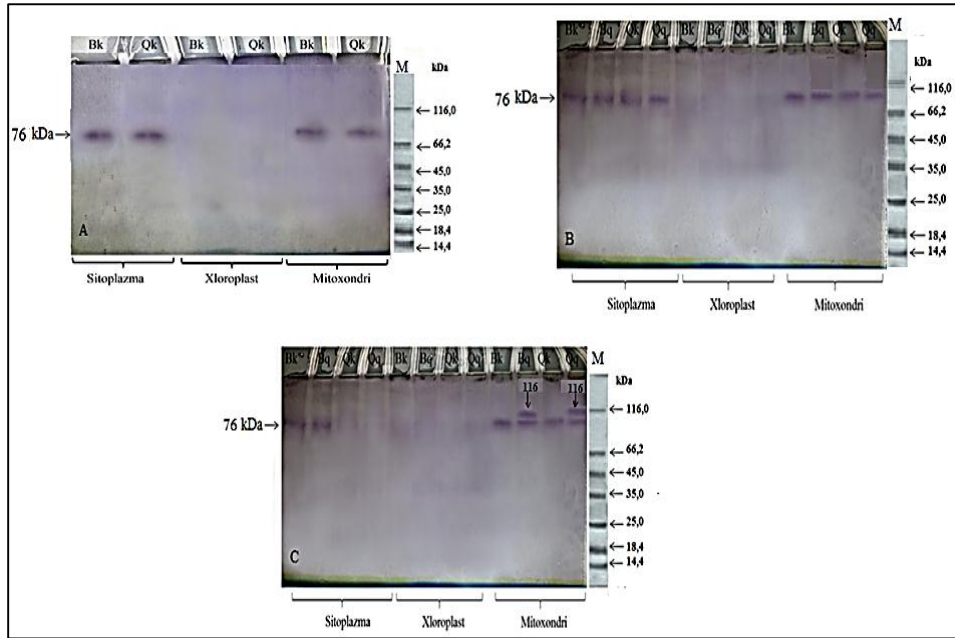 Bk Qk Bk Qk Bk Qk
M kDa
76 kDa→
←116,0
←66,2
←45,0
←35,0
←25,0
←18,4
←14,4
A
Sitoplazma Xloroplast Mitoxondri
Bk Bq Qk Qq Bk Bq Qk Qq Bk Bq Qk Qq
M kDa
76 kDa→
←116,0
←66,2
←45,0
←35,0
←25,0
←18,4
←14,4
B
Sitoplazma Xloroplast Mitoxondri
Bk Bq Qk Qq Bk Bq Qk Qq Bk Bq Qk Qq
M
kDa
116 116
76 kDa→
←116,0
←66,2
←45,0
←35,0
←25,0
←18,4
←14,4
C
Sitoplazma Xloroplast Mitoxondri